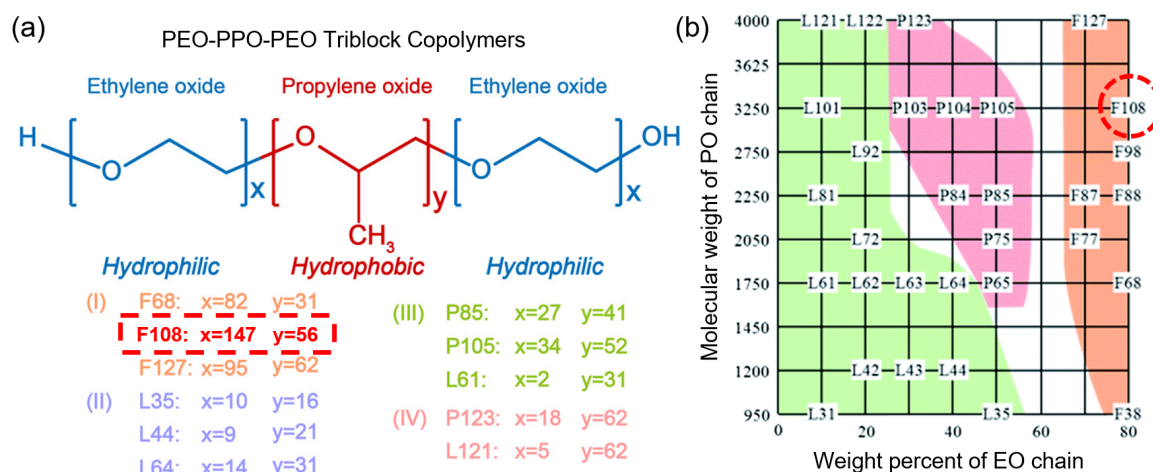 (a)
PEO-PPO-PEO Triblock Copolymers
Ethylene oxide Propylene oxide Ethylene oxide
H O x O CH3 y O x OH
Hydrophilic Hydrophobic Hydrophilic
(I) F68: x=82 y=31
F108: x=147 y=56
F127: x=95 y=62
(II) L35: x=10 y=16
L44: x=9 y=21
L64: x=14 y=31
(III) P85: x=27 y=41
P105: x=34 y=52
L61: x=2 y=31
(IV) P123: x=18 y=62
L121: x=5 y=62
(b)
Molecular weight of PO chain
4000 L121 L122 P123 F127
3625
3250 L101 P103 P104 P105 F108
2750 L92 F98
2250 L81 P84 P85 F87 F88
2050 L72 P75 F77
1750 L61 L62 L63 L64 P65 F68
1450
1200 L42 L43 L44
950 L31 L35 F38
0 20 40 60 80
Weight percent of EO chain